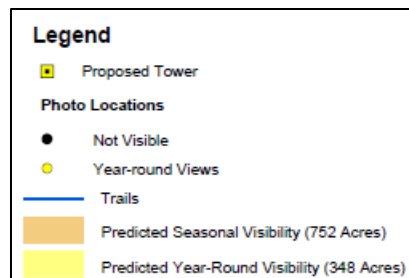 Legend
Proposed Tower
Photo Locations
Not Visible
Year-round Views
Trails
Predicted Seasonal Visibility (752 Acres)
Predicted Year-Round Visibility (348 Acres)